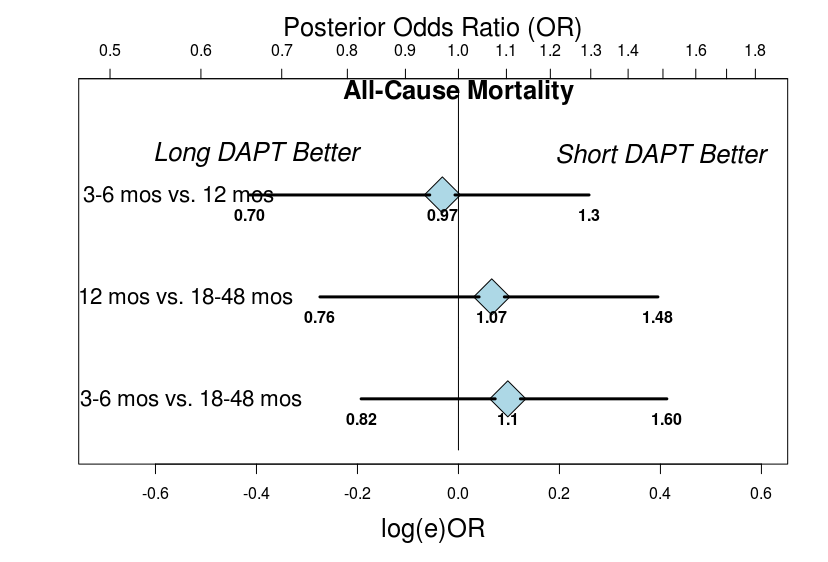 Posterior Odds Ratio (OR)
0.5 0.6 0.7 0.8 0.9 1.0 1.1 1.2 1.3 1.4 1.6 1.8
All-Cause Mortality
Long DAPT Better Short DAPT Better
3-6 mos vs. 12 mos
0.70 0.97 1.3
12 mos vs. 18-48 mos
0.76 1.07 1.48
3-6 mos vs. 18-48 mos
0.82 1.1 1.60
-0.6 -0.4 -0.2 0.0 0.2 0.4 0.6
log(e)OR